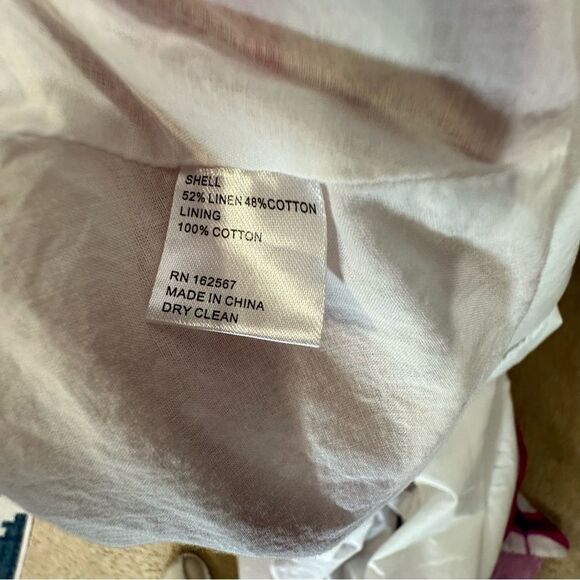 SHELL
52% LINEN 48%COTTON
LINING
100% COTTON
RN 162567
MADE IN CHINA
DRY CLEAN